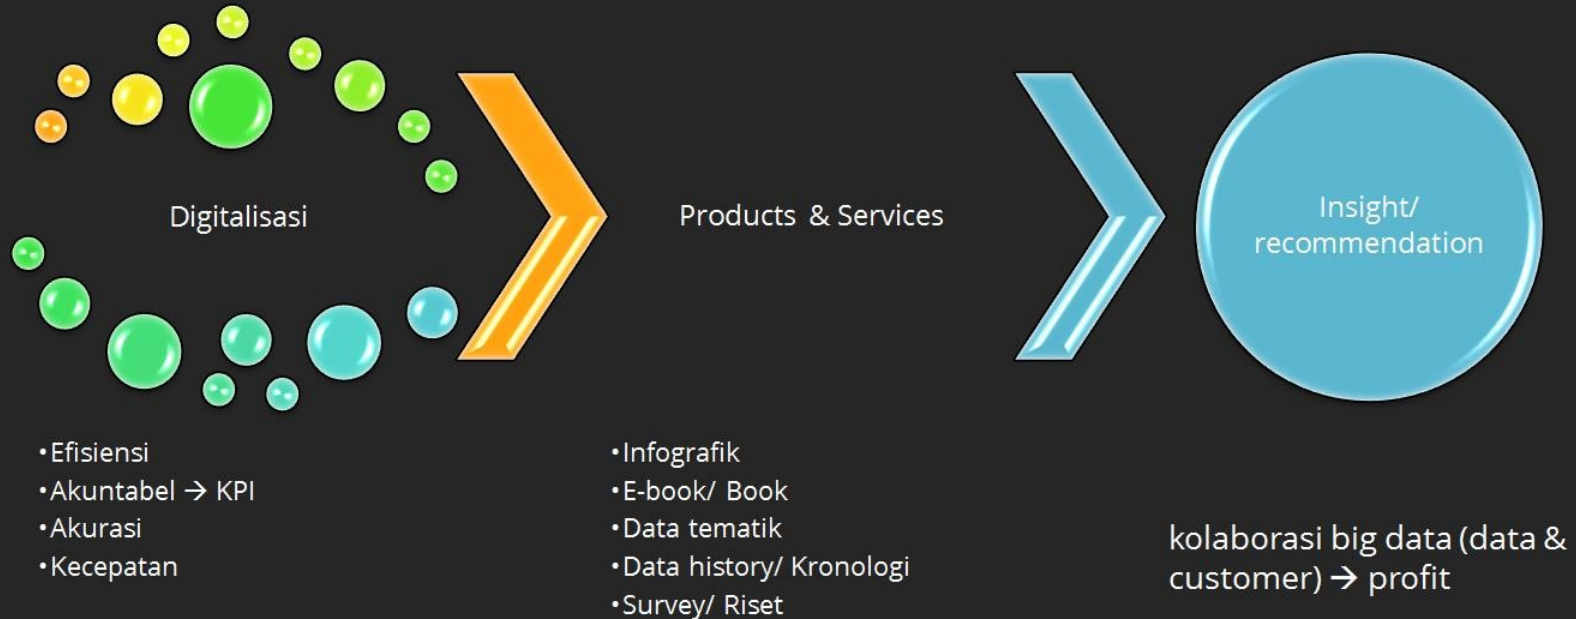 Digitalisasi
Products & Services
Insight/
recommendation
•Efisiensi
•Akuntabel → KPI
•Akurasi
•Kecepatan
•Infografik
•E-book/ Book
•Data tematik
•Data history/ Kronologi
•Survey/ Riset
kolaborasi big data (data &
customer) → profit